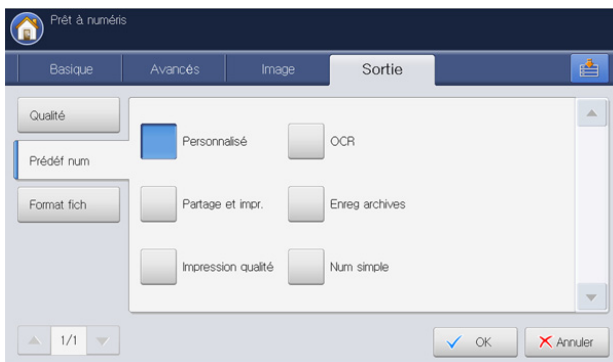 Prêt à numéris
Basique Avancés Image Sortie
Qualité
Personnalisé OCR
Prédéf num
Partage et impr. Enreg archives
Format fich
Impression qualité Num simple
1/1 OK Annuler